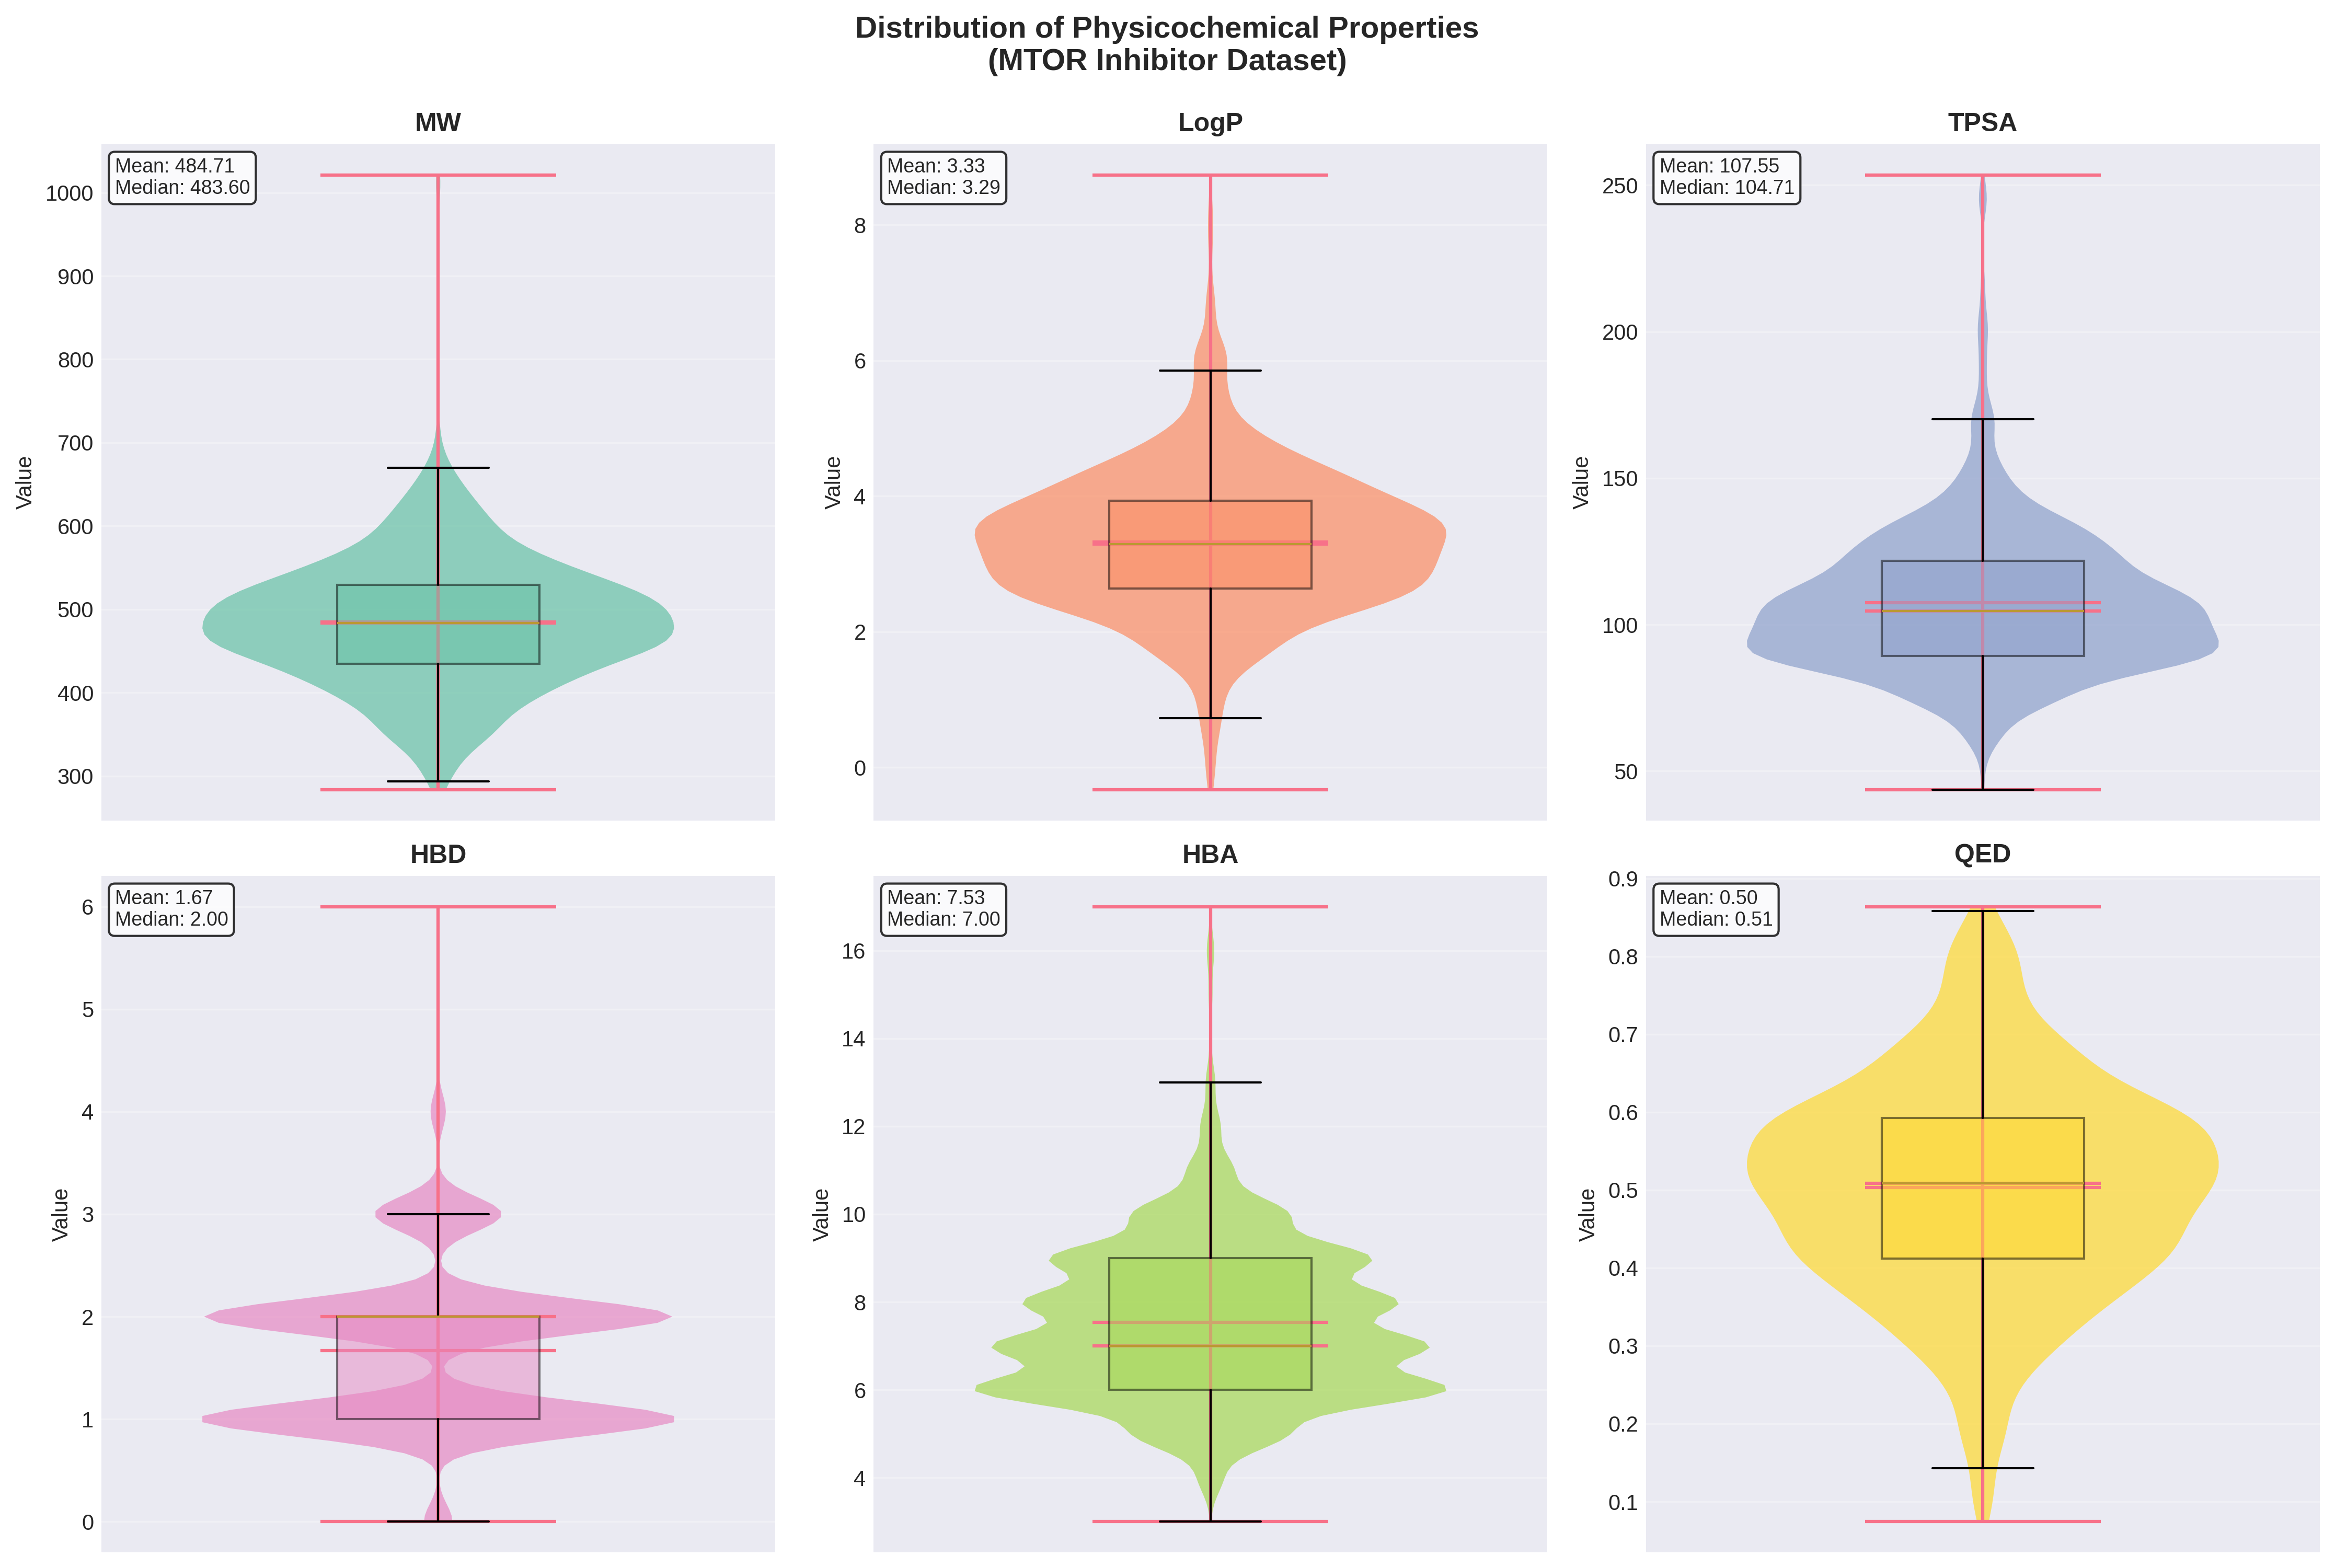 Distribution of Physicochemical Properties
(MTOR Inhibitor Dataset)
MW
Mean: 484.71
Median: 483.60
1000
900
800
700
600
500
400
300
Value
LogP
Mean: 3.33
Median: 3.29
8
6
4
2
0
Value
TPSA
Mean: 107.55
Median: 104.71
250
200
150
100
50
Value
HBD
Mean: 1.67
Median: 2.00
6
5
4
3
2
1
0
Value
HBA
Mean: 7.53
Median: 7.00
16
14
12
10
8
6
4
Value
QED
Mean: 0.50
Median: 0.51
0.9
0.8
0.7
0.6
0.5
0.4
0.3
0.2
0.1
Value